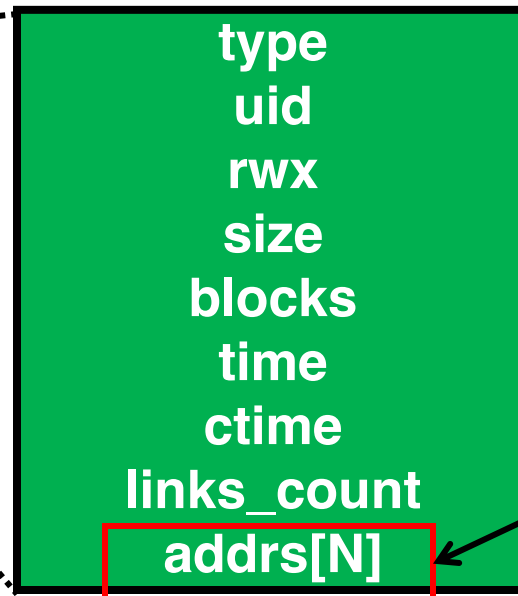 type
uid
rwx
size
blocks
time
ctime
links_count
addrs[N]